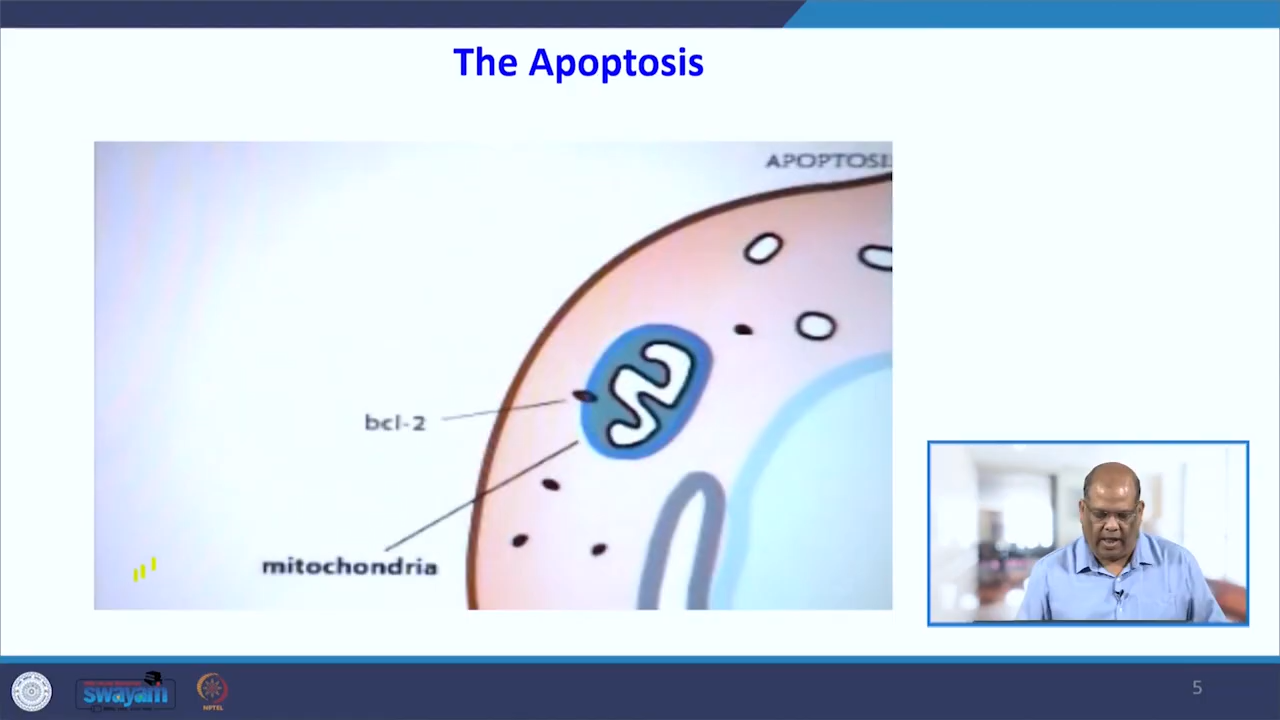 The Apoptosis
APOPTOSI
bcl-2
mitochondria
swayam
NPTEL
5